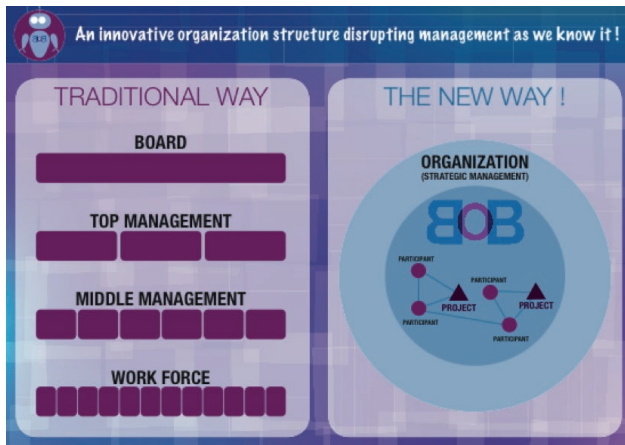 BOB
An innovative organization structure disrupting management as we know it !
TRADITIONAL WAY
BOARD
TOP MANAGEMENT
MIDDLE MANAGEMENT
WORK FORCE
THE NEW WAY !
ORGANIZATION
(STRATEGIC MANAGEMENT)
BOB
PARTICIPANT
PARTICIPANT
PROJECT
PROJECT
PARTICIPANT
PARTICIPANT